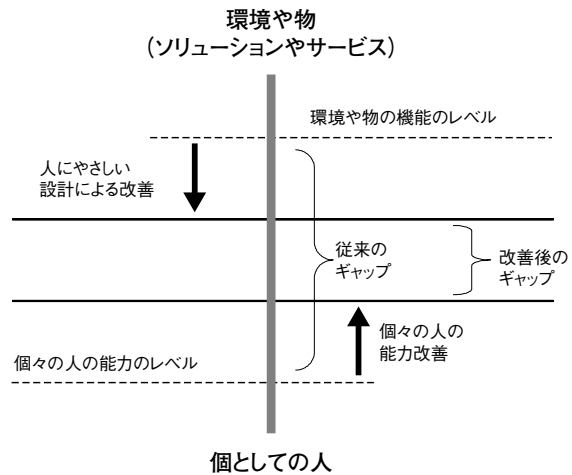 環境や物
（ソリューションやサービス）
環境や物の機能のレベル
人にやさしい
設計による改善
従来の
ギャップ
改善後の
ギャップ
個々の人の
能力改善
個々の人の能力のレベル
個としての人